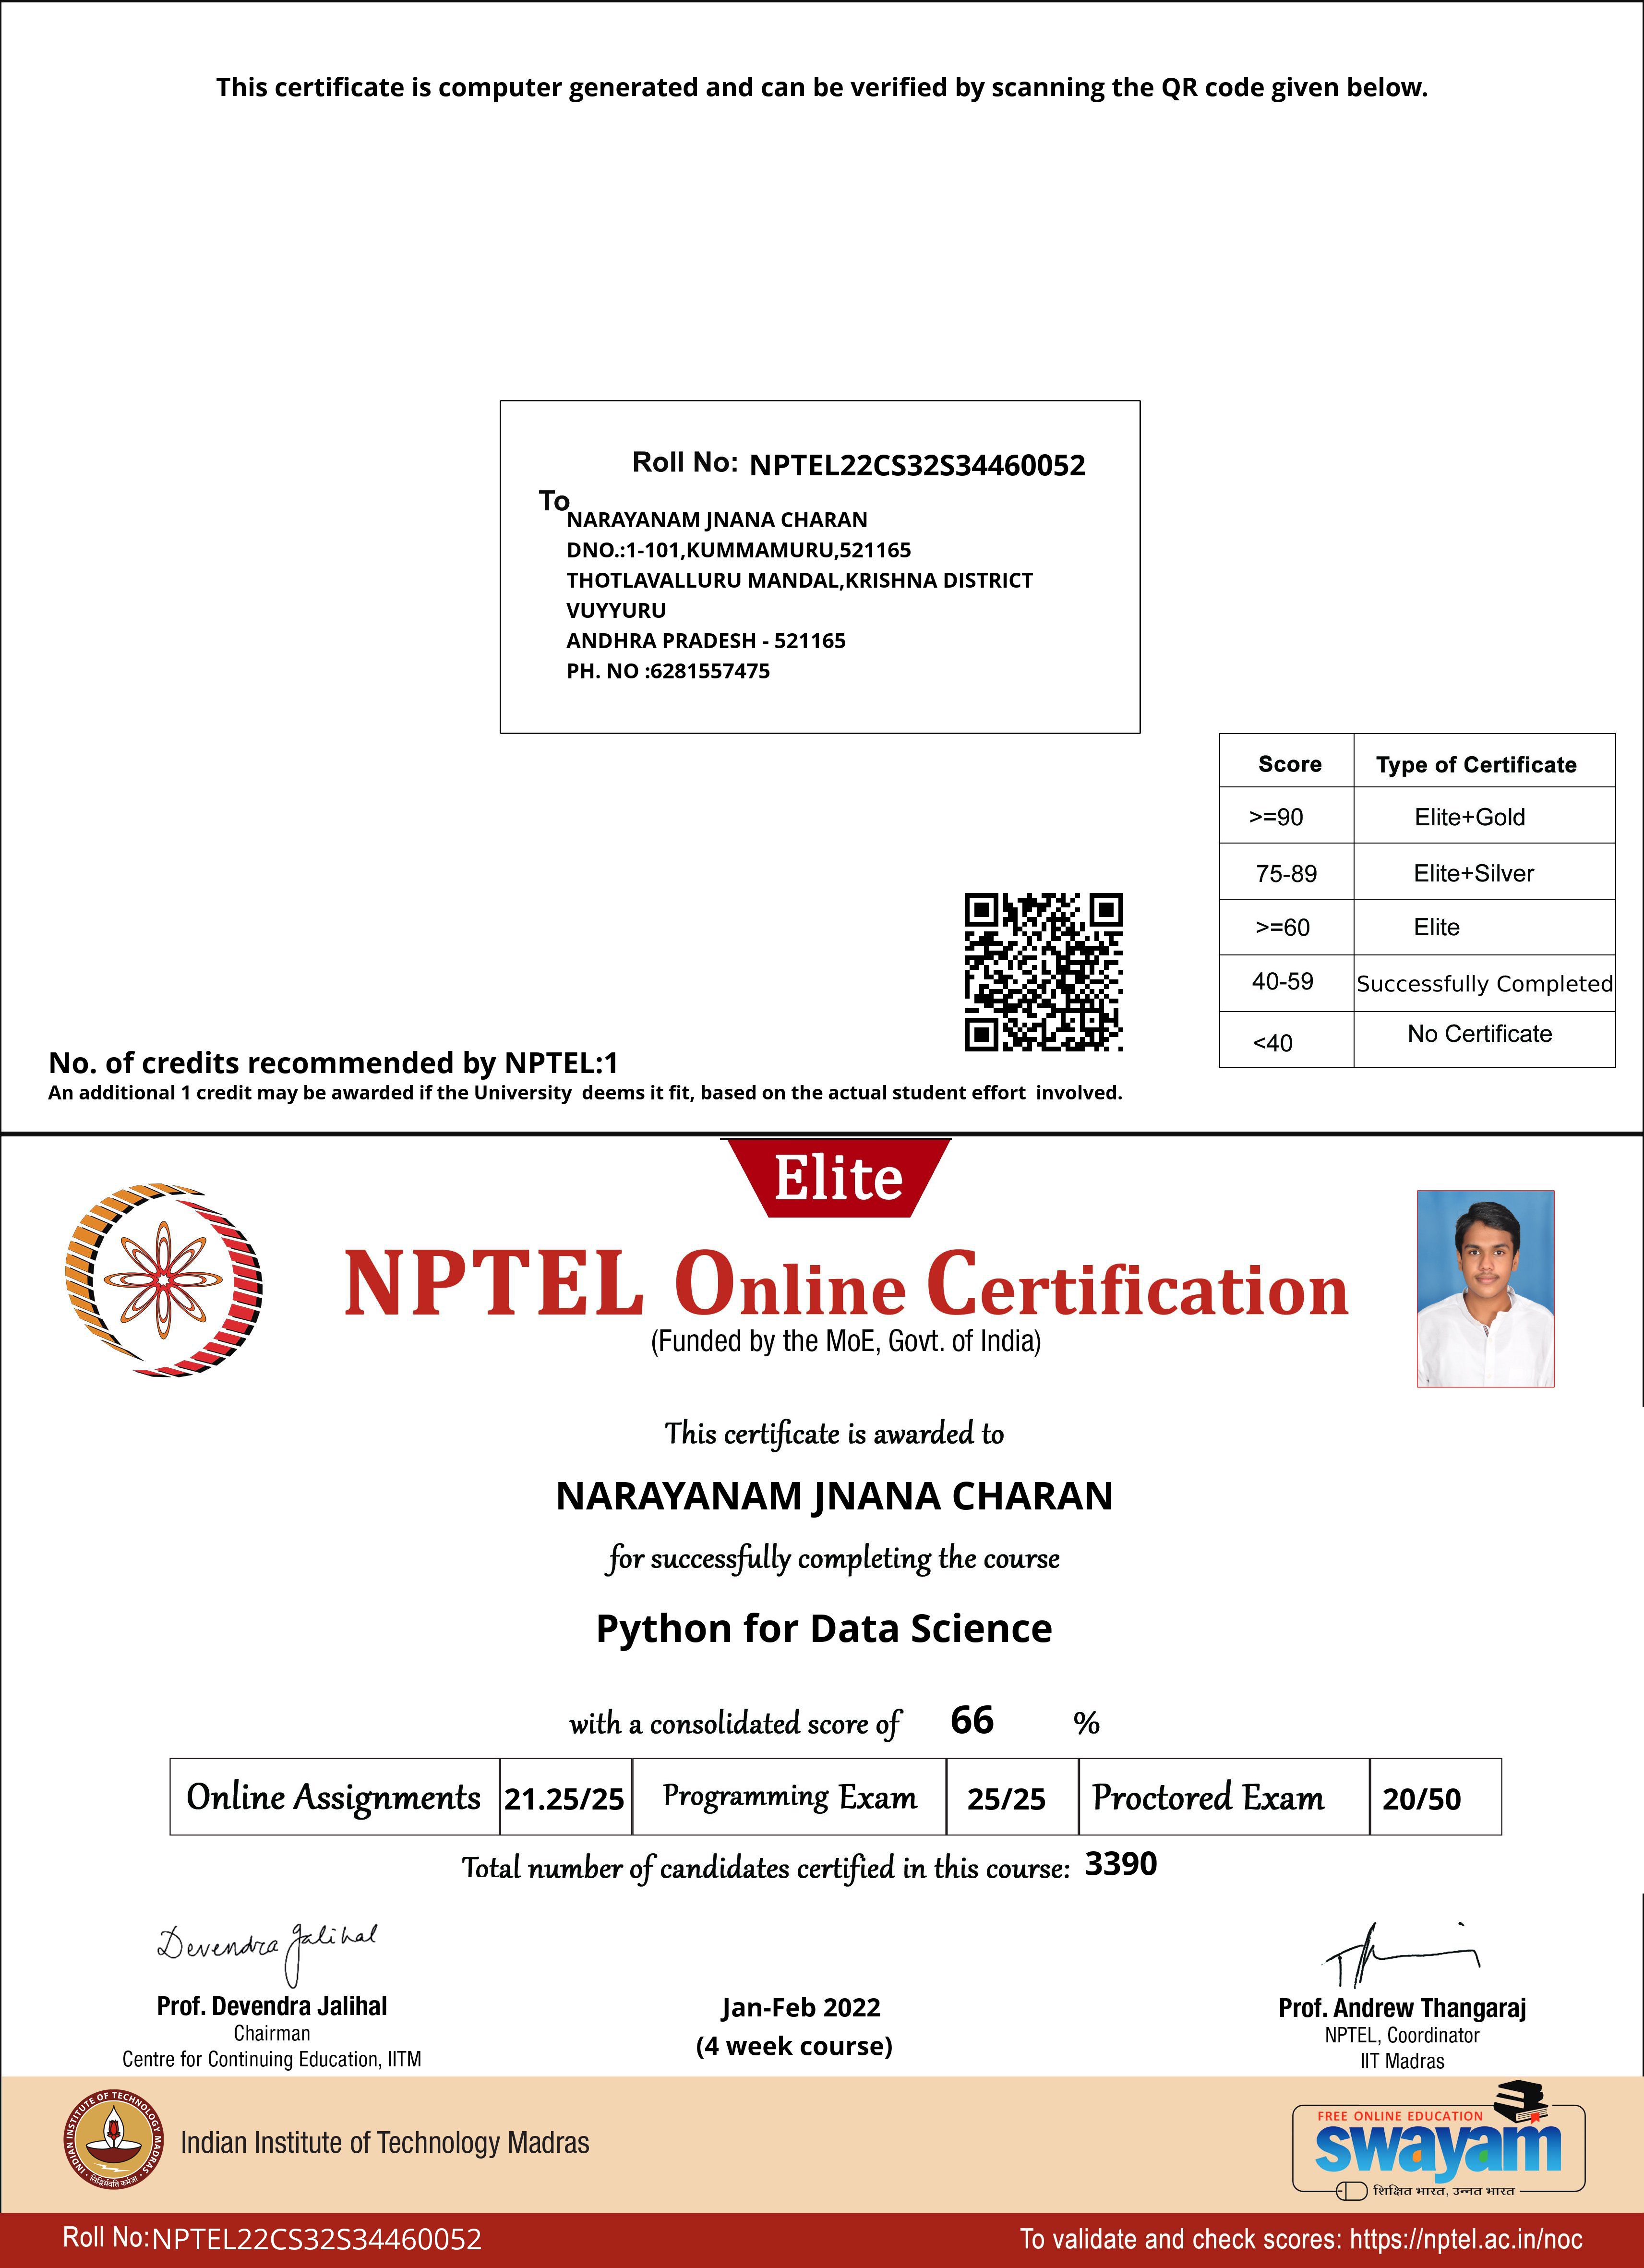 This certificate is computer generated and can be verified by scanning the QR code given below.
Roll No: NPTEL22CS32S34460052
To
NARAYANAM JNANA CHARAN
DNO.:1-101,KUMMAMURU,521165
THOTLAVALLURU MANDAL,KRISHNA DISTRICT
VUYYURU
ANDHRA PRADESH - 521165
PH. NO :6281557475
Score Type of Certificate
>=90 Elite+Gold
75-89 Elite+Silver
>=60 Elite
40-59 Successfully Completed
<40 No Certificate
No. of credits recommended by NPTEL:1
An additional 1 credit may be awarded if the University deems it fit, based on the actual student effort involved.
Elite
NPTEL Online Certification
(Funded by the MoE, Govt. of India)
This certificate is awarded to
NARAYANAM JNANA CHARAN
for successfully completing the course
Python for Data Science
with a consolidated score of 66 %
Online Assignments 21.25/25 Programming Exam 25/25 Proctored Exam 20/50
Total number of candidates certified in this course: 3390
Devendra Jalihal
Prof. Devendra Jalihal
Chairman
Centre for Continuing Education, IITM
Jan-Feb 2022
(4 week course)
Prof. Andrew Thangaraj
NPTEL, Coordinator
IIT Madras
INDIAN INSTITUTE OF TECHNOLOGY MADRAS
सिद्धिर्भवति कर्मजा
Indian Institute of Technology Madras
FREE ONLINE EDUCATION
swayam
शिक्षित भारत, उन्नत भारत
Roll No:NPTEL22CS32S34460052
To validate and check scores: https://nptel.ac.in/noc